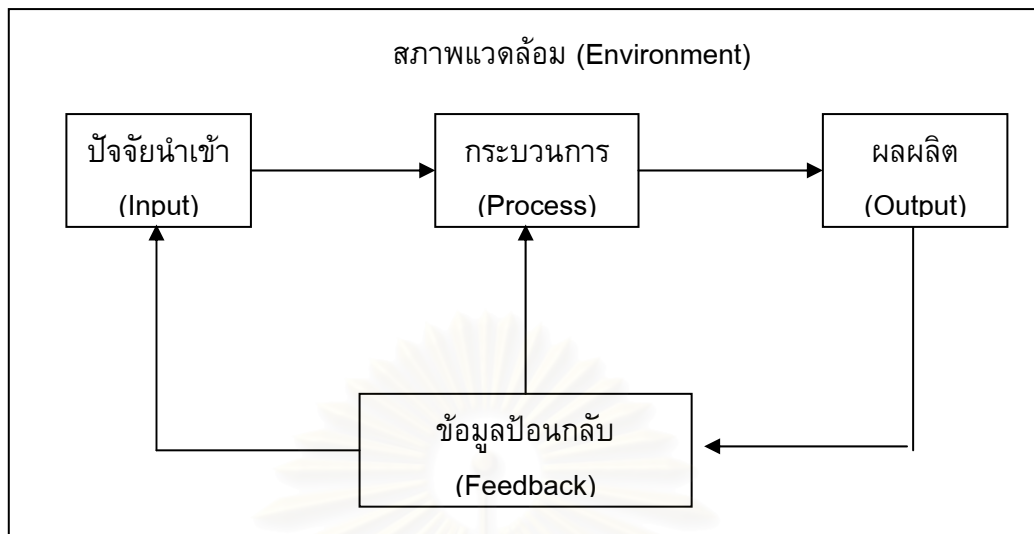 สภาพแวดล้อม (Environment)
ปัจจัยนำเข้า
(Input)
กระบวนการ
(Process)
ผลผลิต
(Output)
ข้อมูลป้อนกลับ
(Feedback)